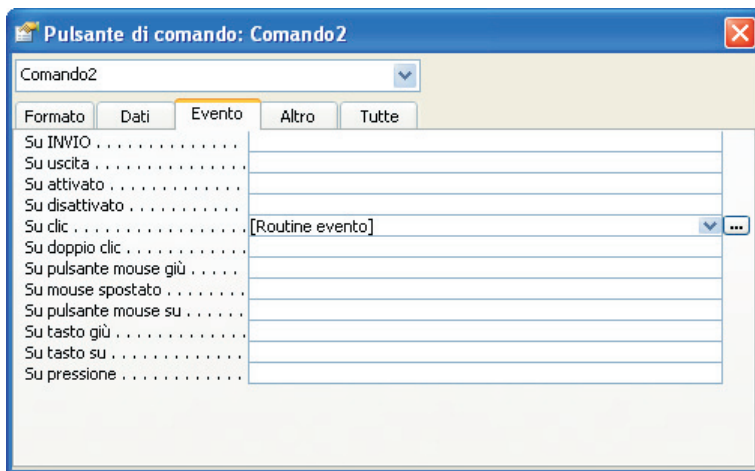 Pulsante di comando: Comando2
Comando2
Formato Dati Evento Altro Tutte
Su INVIO . . . . . . . . . . . . . .
Su uscita . . . . . . . . . . . . . . .
Su attivato . . . . . . . . . . . . .
Su disattivato . . . . . . . . . . .
Su clic . . . . . . . . . . . . . . . . . [Routine evento] ...
Su doppio clic . . . . . . . . . . .
Su pulsante mouse giù . . . . .
Su mouse spostato . . . . . . . .
Su pulsante mouse su . . . . . .
Su tasto giù . . . . . . . . . . . . .
Su tasto su . . . . . . . . . . . . .
Su pressione . . . . . . . . . . . .